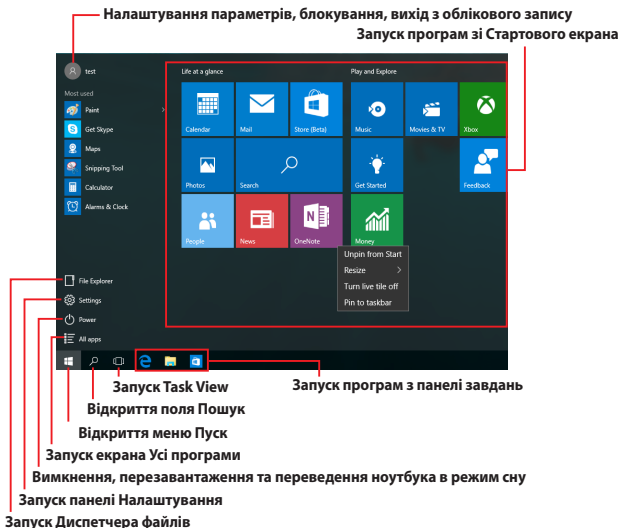 Налаштування параметрів, блокування, вихід з облікового запису
Запуск програм зі Стартового екрана
test
Life at a glance
Play and Explore
Most used
Paint
Get Skype
Maps
Snipping Tool
Calculator
Alarms & Clock
Calendar
Mail
Store (Beta)
Music
Movies & TV
Xbox
Photos
Search
Get Started
Feedback
People
News
OneNote
Money
Unpin from Start
Resize
Turn live tile off
Pin to taskbar
File Explorer
Settings
Power
All apps
Запуск Task View
Запуск програм з панелі завдань
Відкриття поля Пошук
Відкриття меню Пуск
Запуск екрана Усі програми
Вимкнення, перезавантаження та переведення ноутбука в режим сну
Запуск панелі Налаштування
Запуск Диспетчера файлів